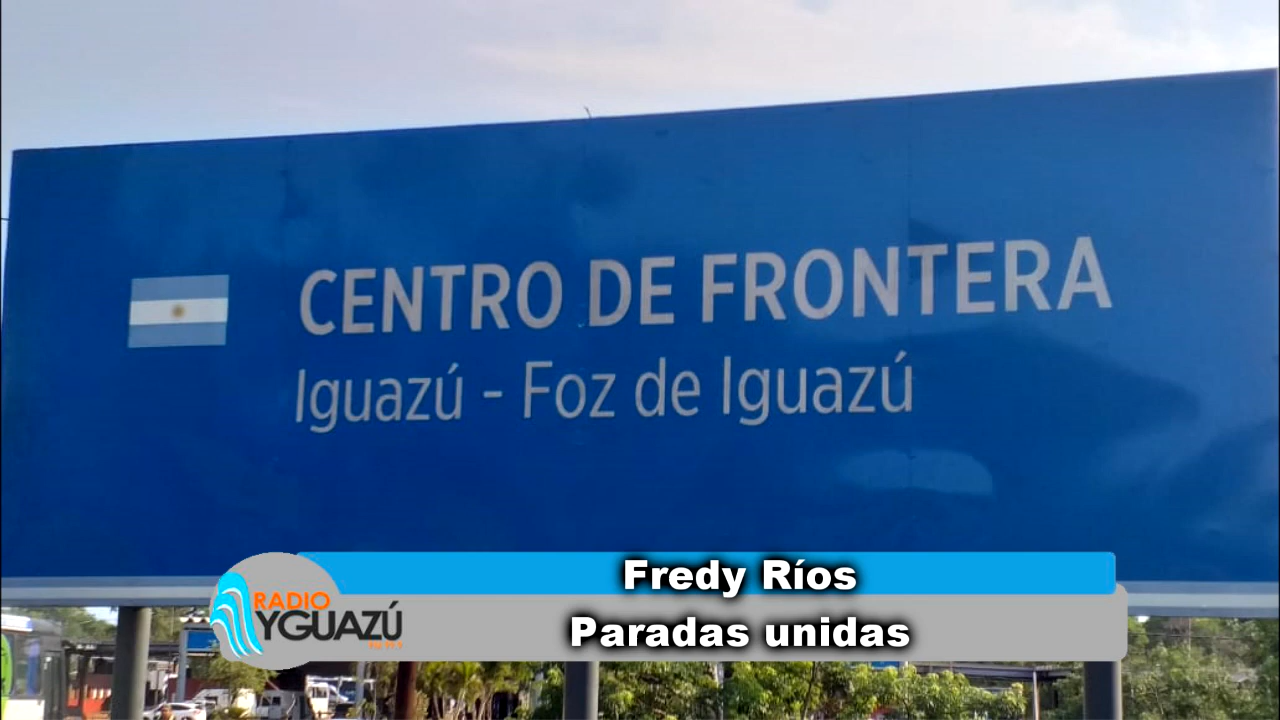 CENTRO DE FRONTERA
Iguazú - Foz de Iguazú
Fredy Ríos
RADIO
YGUAZÚ
Paradas unidas